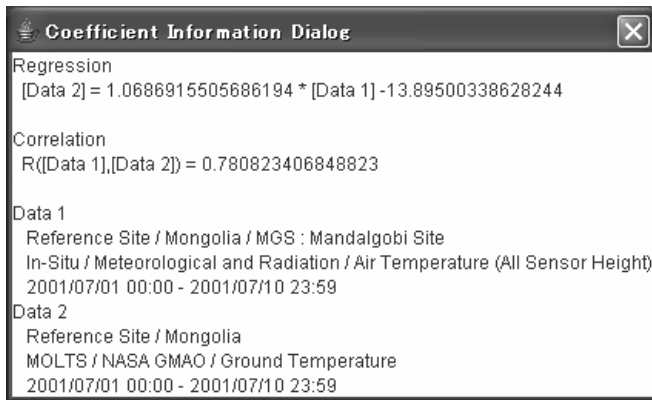 Coefficient Information Dialog
Regression
[Data 2] = 1.0686915505686194 * [Data 1] -13.89500338628244
Correlation
R([Data 1],[Data 2]) = 0.780823406848823
Data 1
Reference Site / Mongolia / MGS : Mandalgobi Site
In-Situ / Meteorological and Radiation / Air Temperature (All Sensor Height)
2001/07/01 00:00 - 2001/07/10 23:59
Data 2
Reference Site / Mongolia
MOLTS / NASA GMAO / Ground Temperature
2001/07/01 00:00 - 2001/07/10 23:59